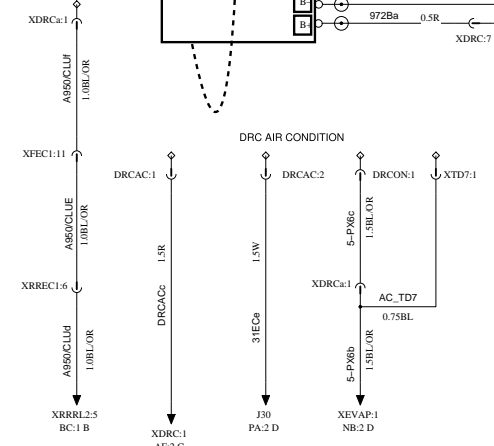 B-
B-
972Ba
0.5R
XDRC:7
XDRCa:1
A950/CLUf
1.0BL/OR
DRC AIR CONDITION
XFEC1:11
DRCAC:1
DRCAC:2
DRCON:1
XTD7:1
A950/CLUE
1.0BL/OR
1.5R
DRCACc
1.5W
31ECe
5-PX6c
1.5BL/OR
XRREC1:6
XDRCa:1
AC_TD7
0.75BL
A950/CLUd
1.0BL/OR
5-PX6b
1.5BL/OR
XRRRL2:5
BC:1 B
XDRC:1
J30
PA:2 D
XEVAP:1
NB:2 D